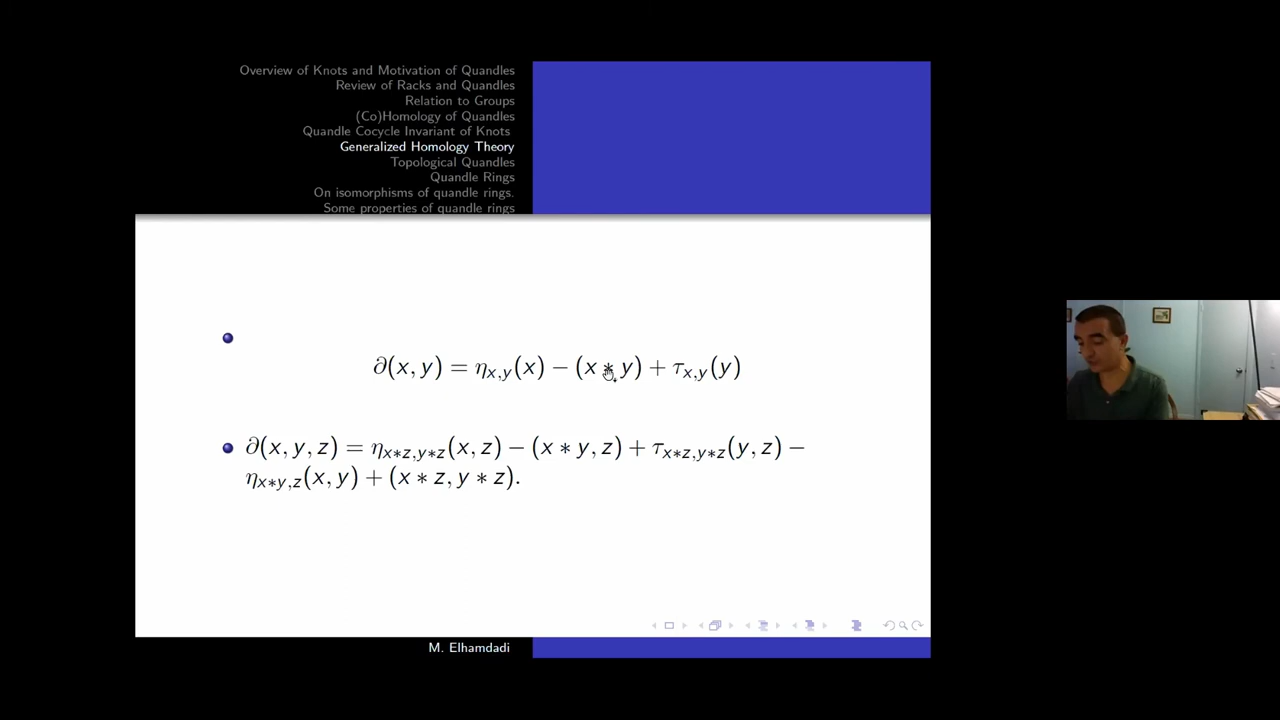 Overview of Knots and Motivation of Quandles
Review of Racks and Quandles
Relation to Groups
(Co)Homology of Quandles
Quandle Cocycle Invariant of Knots
Generalized Homology Theory
Topological Quandles
Quandle Rings
On isomorphisms of quandle rings.
Some properties of quandle rings
∂(x, y) = η_{x,y}(x) − (x ∗ y) + τ_{x,y}(y)
∂(x, y, z) = η_{x∗z,y∗z}(x, z) − (x ∗ y, z) + τ_{x∗z,y∗z}(y, z) −
η_{x∗y,z}(x, y) + (x ∗ z, y ∗ z).
M. Elhamdadi